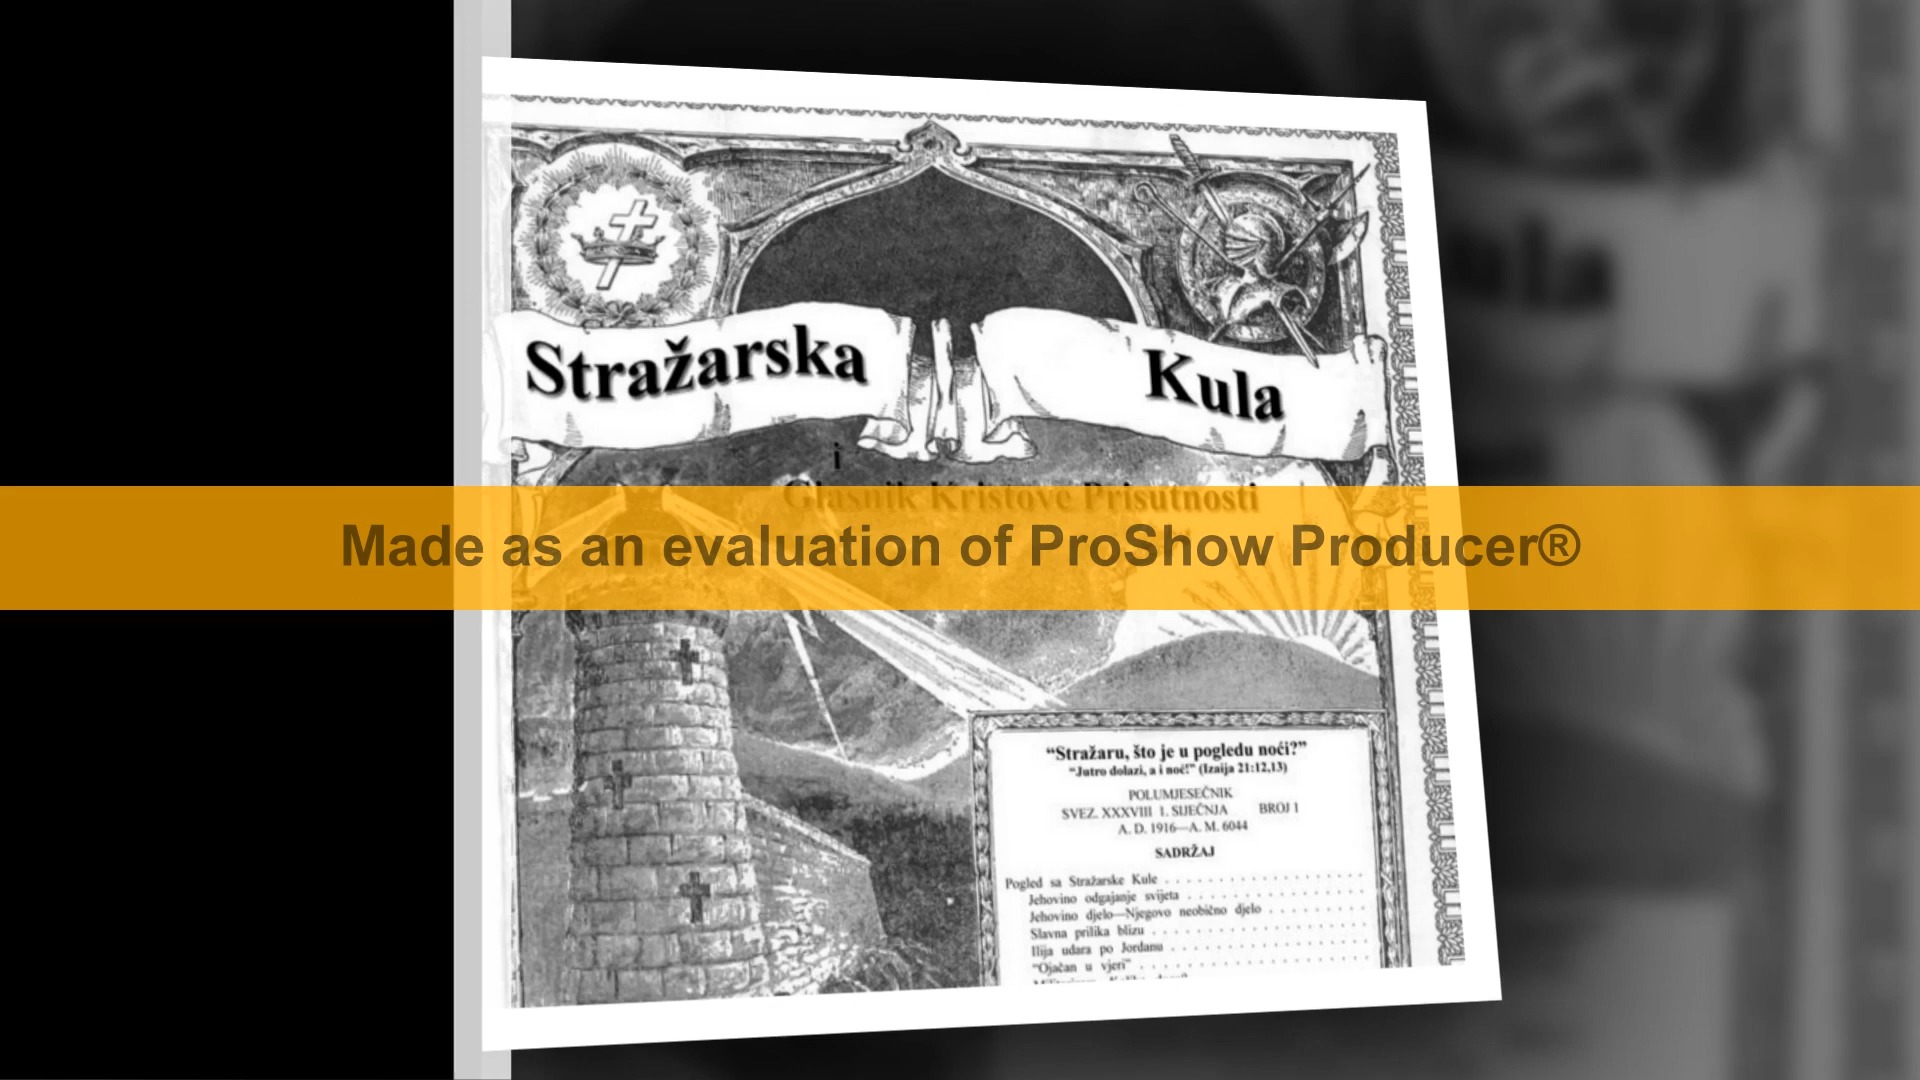 Stražarska Kula
i
Glasnik Kristove Prisutnosti
Made as an evaluation of ProShow Producer®
“Stražaru, što je u pogledu noći?”
“Jutro dolazi, a i noć!” (Izaija 21:12,13)
POLUMJESEČNIK
SVEZ. XXXVIII 1. SIJEČNJA BROJ 1
A. D. 1916—A. M. 6044
SADRŽAJ
Pogled sa Stražarske Kule . . . . . . . . . . . . . . . . . . .
Jehovino odgajanje svijeta . . . . . . . . . . . . . . . . .
Jehovino djelo—Njegovo neobično djelo . . . . . . . . .
Slavna prilika blizu . . . . . . . . . . . . . . . . . . . .
Ilija udara po Jordanu . . . . . . . . . . . . . . . . . .
“Ojačan u vjeri” . . . . . . . . . . . . . . . . . . . . .